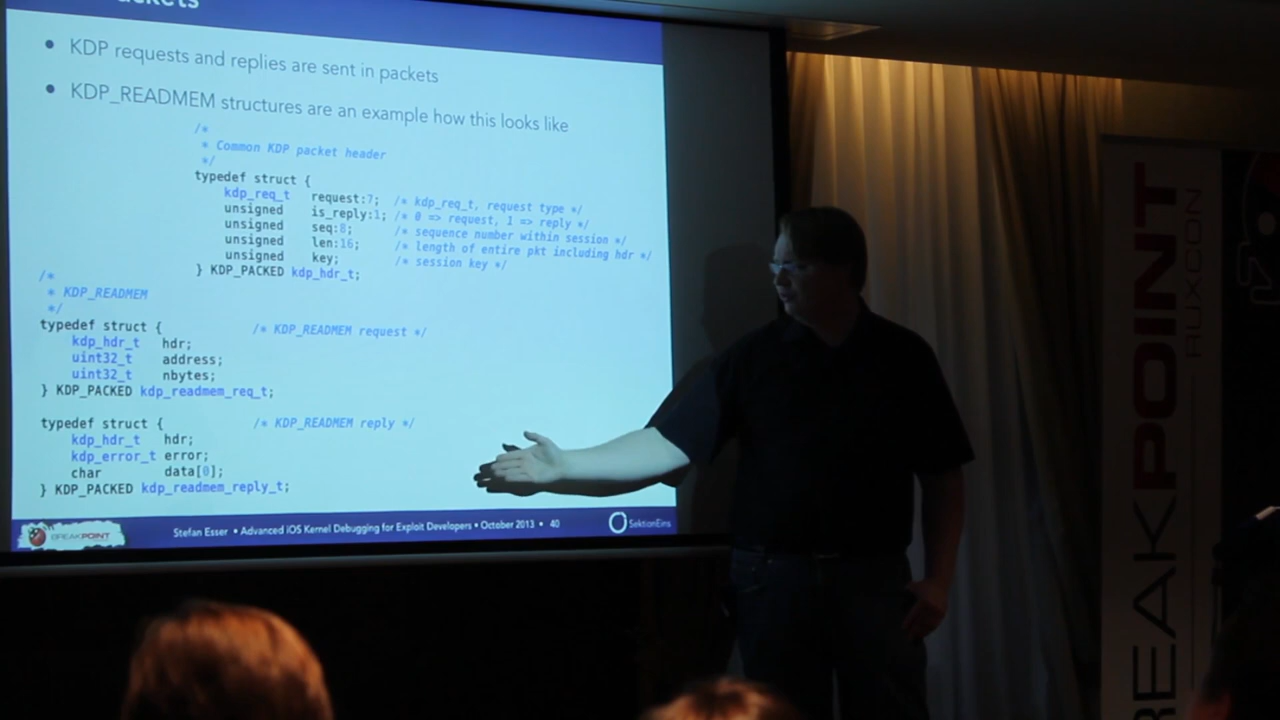 • KDP requests and replies are sent in packets
• KDP_READMEM structures are an example how this looks like
/*
* Common KDP packet header
*/
typedef struct {
kdp_req_t request:7; /* kdp_req_t, request type */
unsigned is_reply:1; /* 0 => request, 1 => reply */
unsigned seq:8; /* sequence number within session */
unsigned len:16; /* length of entire pkt including hdr */
unsigned key; /* session key */
} KDP_PACKED kdp_hdr_t;
/*
* KDP_READMEM
*/
typedef struct { /* KDP_READMEM request */
kdp_hdr_t hdr;
uint32_t address;
uint32_t nbytes;
} KDP_PACKED kdp_readmem_req_t;
typedef struct { /* KDP_READMEM reply */
kdp_hdr_t hdr;
kdp_error_t error;
char data[0];
} KDP_PACKED kdp_readmem_reply_t;
BREAKPOINT
Stefan Esser • Advanced iOS Kernel Debugging for Exploit Developers • October 2013 • 40
SektionEins
BREAKPOINT
RUXCON